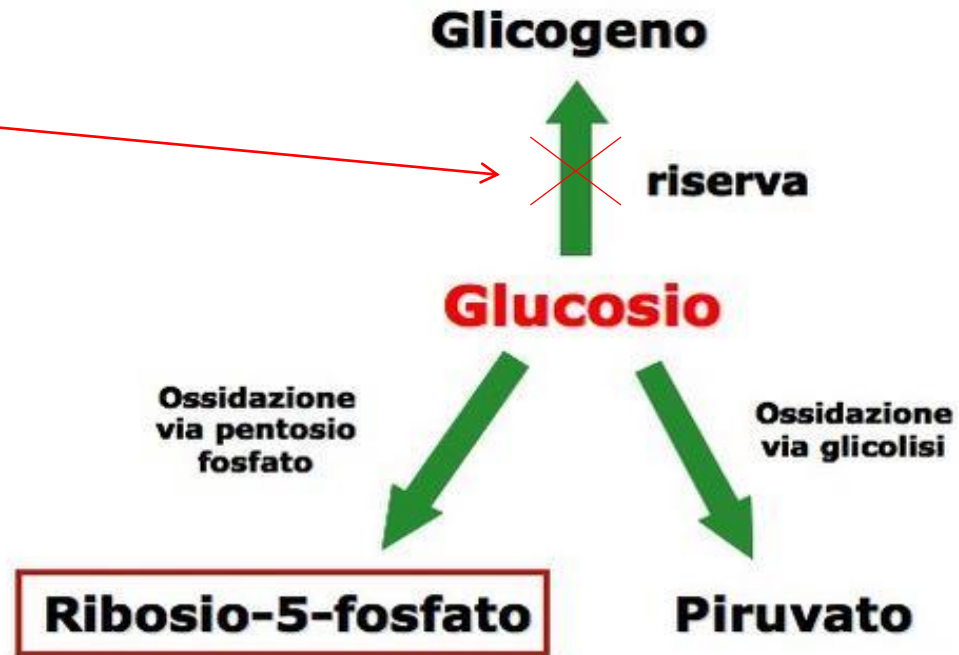 Glicogeno
riserva
Glucosio
Ossidazione
via pentosio
fosfato
Ossidazione
via glicolisi
Ribosio-5-fosfato
Piruvato